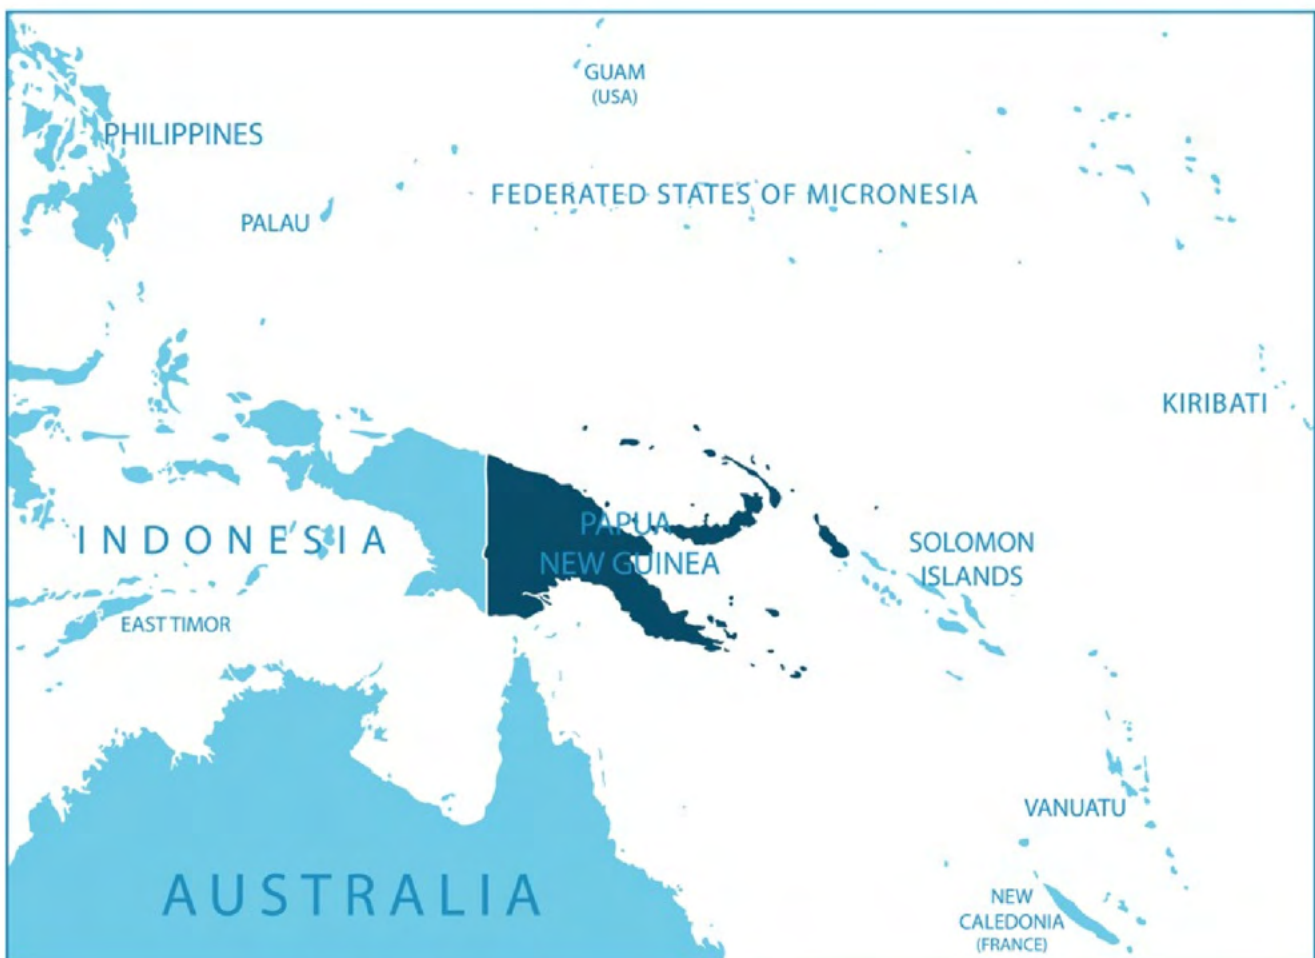 GUAM
(USA)
PHILIPPINES
FEDERATED STATES OF MICRONESIA
PALAU
KIRIBATI
PAPUA
NEW GUINEA
INDONESIA
SOLOMON
ISLANDS
EAST TIMOR
VANUATU
AUSTRALIA
NEW
CALEDONIA
(FRANCE)